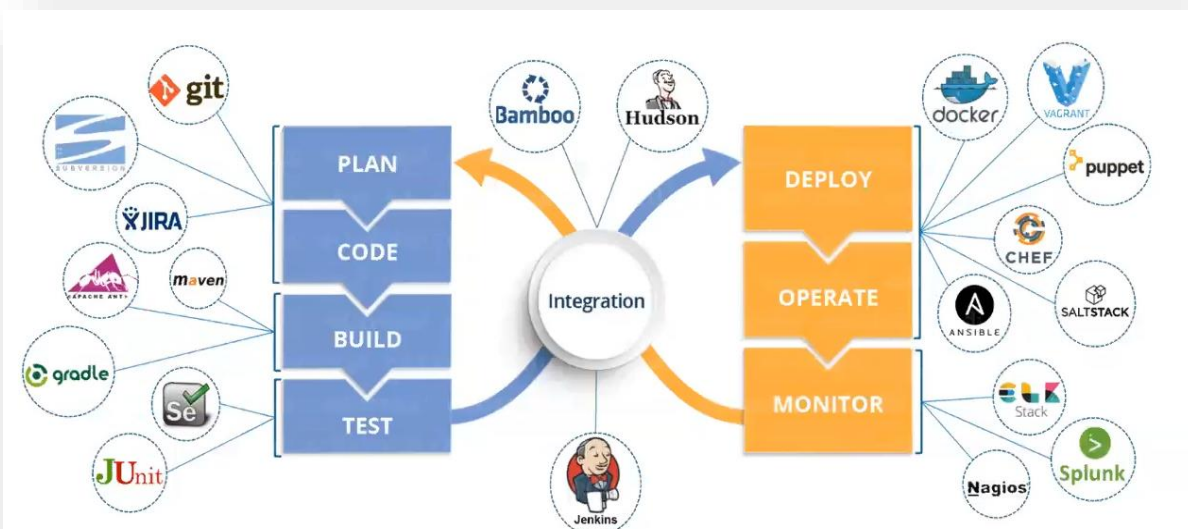 git
SUBVERSION
JIRA
APACHE ANT
maven
gradle
Se
JUnit
PLAN
CODE
BUILD
TEST
Bamboo
Hudson
Integration
Jenkins
DEPLOY
OPERATE
MONITOR
docker
VAGRANT
puppet
CHEF
SALTSTACK
ANSIBLE
ELK
Stack
Splunk
Nagios